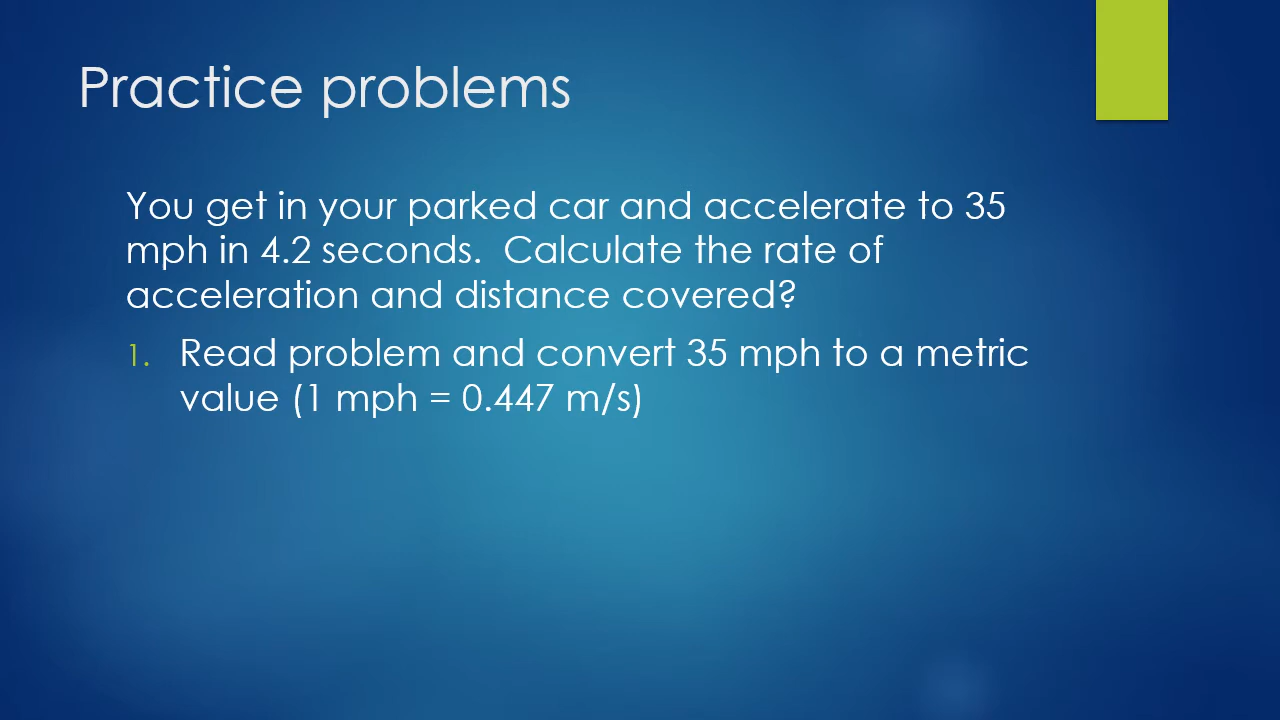 Practice problems
You get in your parked car and accelerate to 35
mph in 4.2 seconds.  Calculate the rate of
acceleration and distance covered?
1. Read problem and convert 35 mph to a metric
value (1 mph = 0.447 m/s)